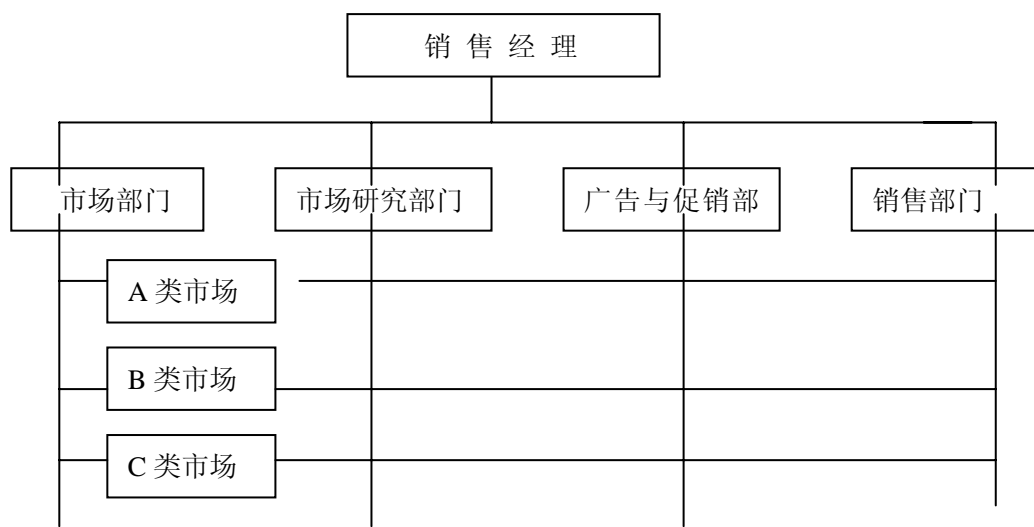 销 售 经 理
市场部门
市场研究部门
广告与促销部
销售部门
A 类市场
B 类市场
C 类市场